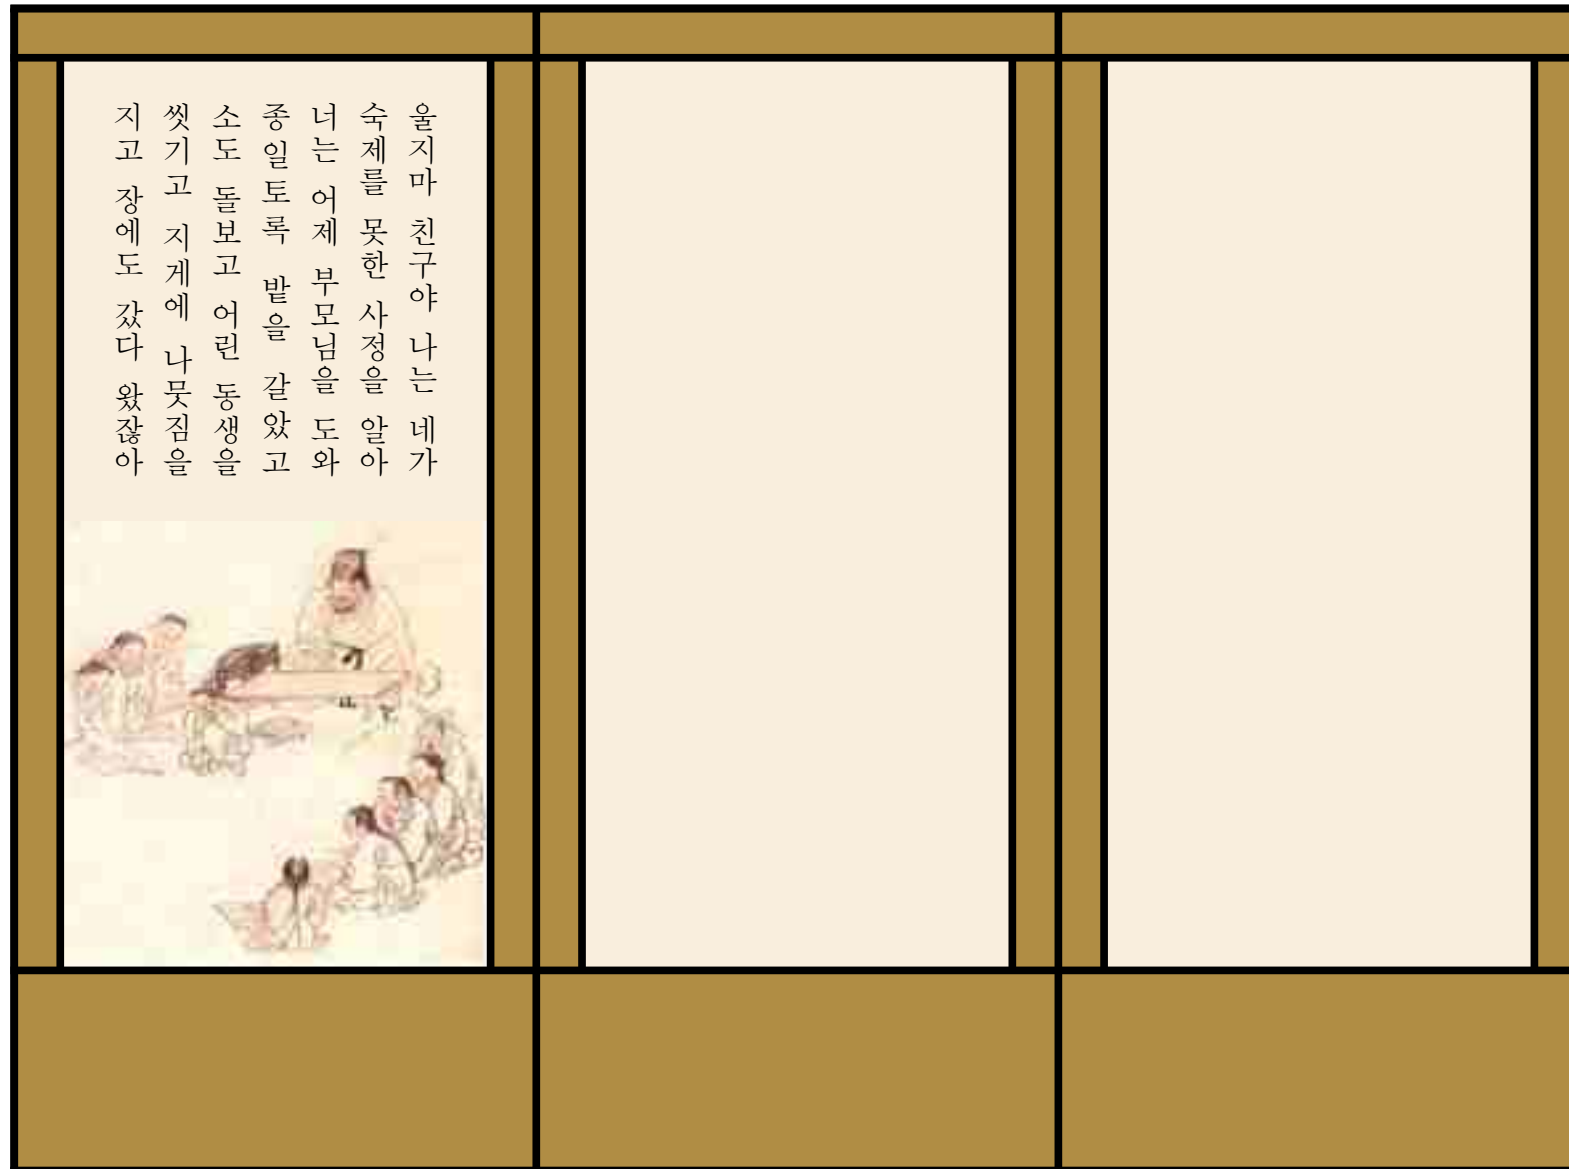 울지마 친구야 나는 네가
숙제를 못한 사정을 알아
너는 어제 부모님을 도와
종일토록 밭을 갈았고
소도 돌보고 어린 동생을
씻기고 지게에 나뭇짐을
지고 장에도 갔다 왔잖아